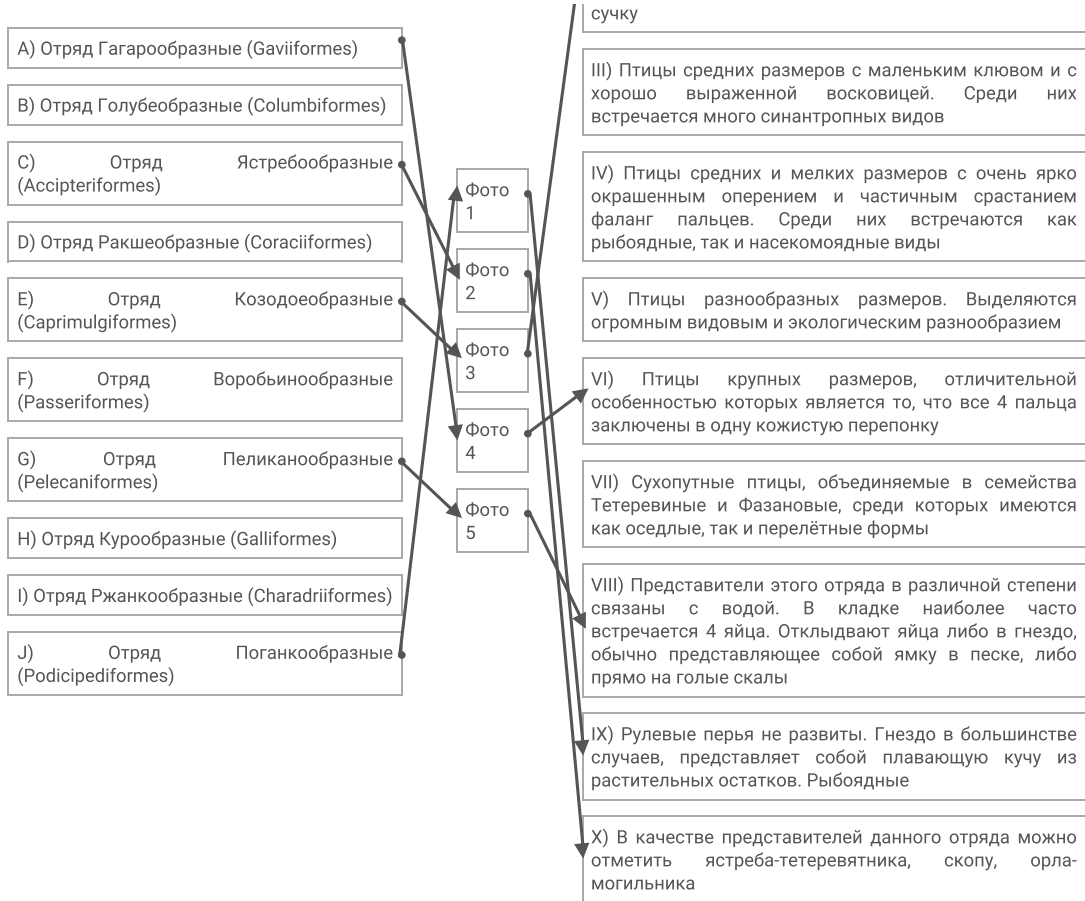 A) Отряд Гагарообразные (Gaviiformes)
B) Отряд Голубеобразные (Columbiformes)
C) Отряд Ястребообразные
(Accipteriformes)
D) Отряд Ракшеобразные (Coraciiformes)
E) Отряд Козодоеобразные
(Caprimulgiformes)
F) Отряд Воробьинообразные
(Passeriformes)
G) Отряд Пеликанообразные
(Pelecaniformes)
H) Отряд Курообразные (Galliformes)
I) Отряд Ржанкообразные (Charadriiformes)
J) Отряд Поганкообразные
(Podicipediformes)
Фото
1
Фото
2
Фото
3
Фото
4
Фото
5
сучку
III) Птицы средних размеров с маленьким клювом и с
хорошо выраженной восковицей. Среди них
встречается много синантропных видов
IV) Птицы средних и мелких размеров с очень ярко
окрашенным оперением и частичным срастанием
фаланг пальцев. Среди них встречаются как
рыбоядные, так и насекомоядные виды
V) Птицы разнообразных размеров. Выделяются
огромным видовым и экологическим разнообразием
VI) Птицы крупных размеров, отличительной
особенностью которых является то, что все 4 пальца
заключены в одну кожистую перепонку
VII) Сухопутные птицы, объединяемые в семейства
Тетеревиные и Фазановые, среди которых имеются
как оседлые, так и перелётные формы
VIII) Представители этого отряда в различной степени
связаны с водой. В кладке наиболее часто
встречается 4 яйца. Отклыдвают яйца либо в гнездо,
обычно представляющее собой ямку в песке, либо
прямо на голые скалы
IX) Рулевые перья не развиты. Гнездо в большинстве
случаев, представляет собой плавающую кучу из
растительных остатков. Рыбоядные
X) В качестве представителей данного отряда можно
отметить ястреба-тетеревятника, скопу, орла-
могильника